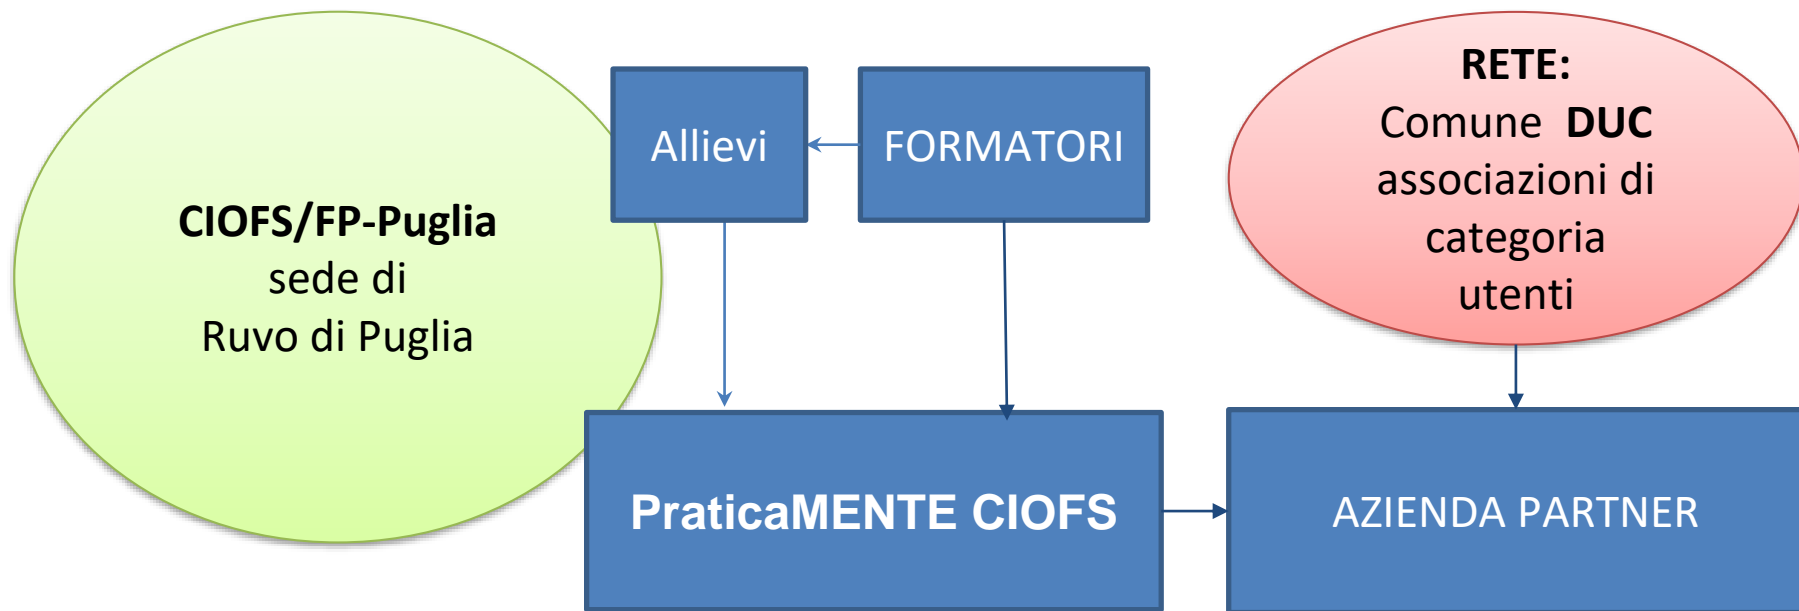 CIOFS/FP-Puglia
sede di
Ruvo di Puglia
Allievi
FORMATORI
RETE:
Comune  DUC
associazioni di
categoria
utenti
PraticaMENTE CIOFS
AZIENDA PARTNER